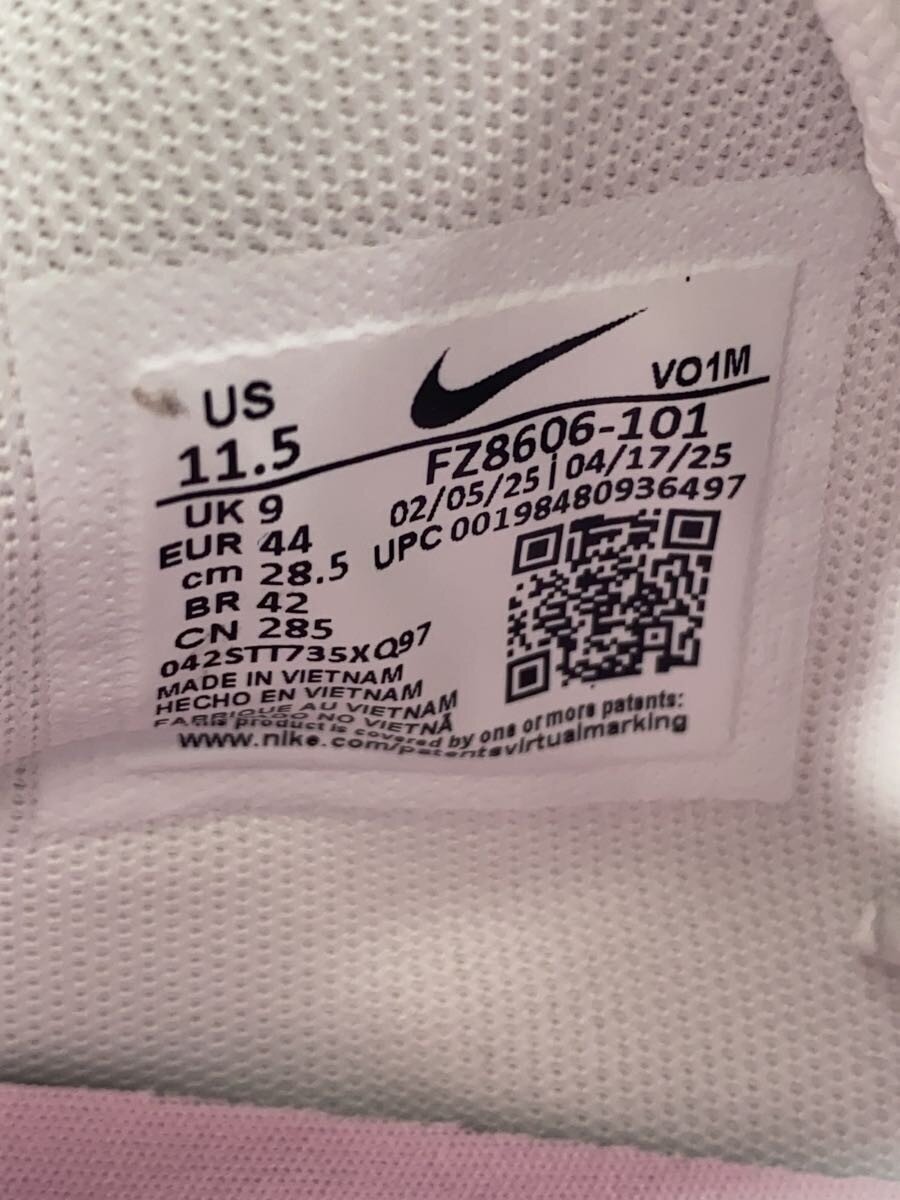 US
11.5
VO1M
FZ8606-101
02/05/25 | 04/17/25
UPC 00198480936497
UK 9
EUR 44
cm 28.5
BR 42
CN 285
042STT735XQ97
MADE IN VIETNAM
HECHO EN VIETNAM
FABRIQUE AU VIETNAM
FABRICADO NO VIETNÃ
product is covered by one or more patents:
www.nike.com/patentsvirtualmarking